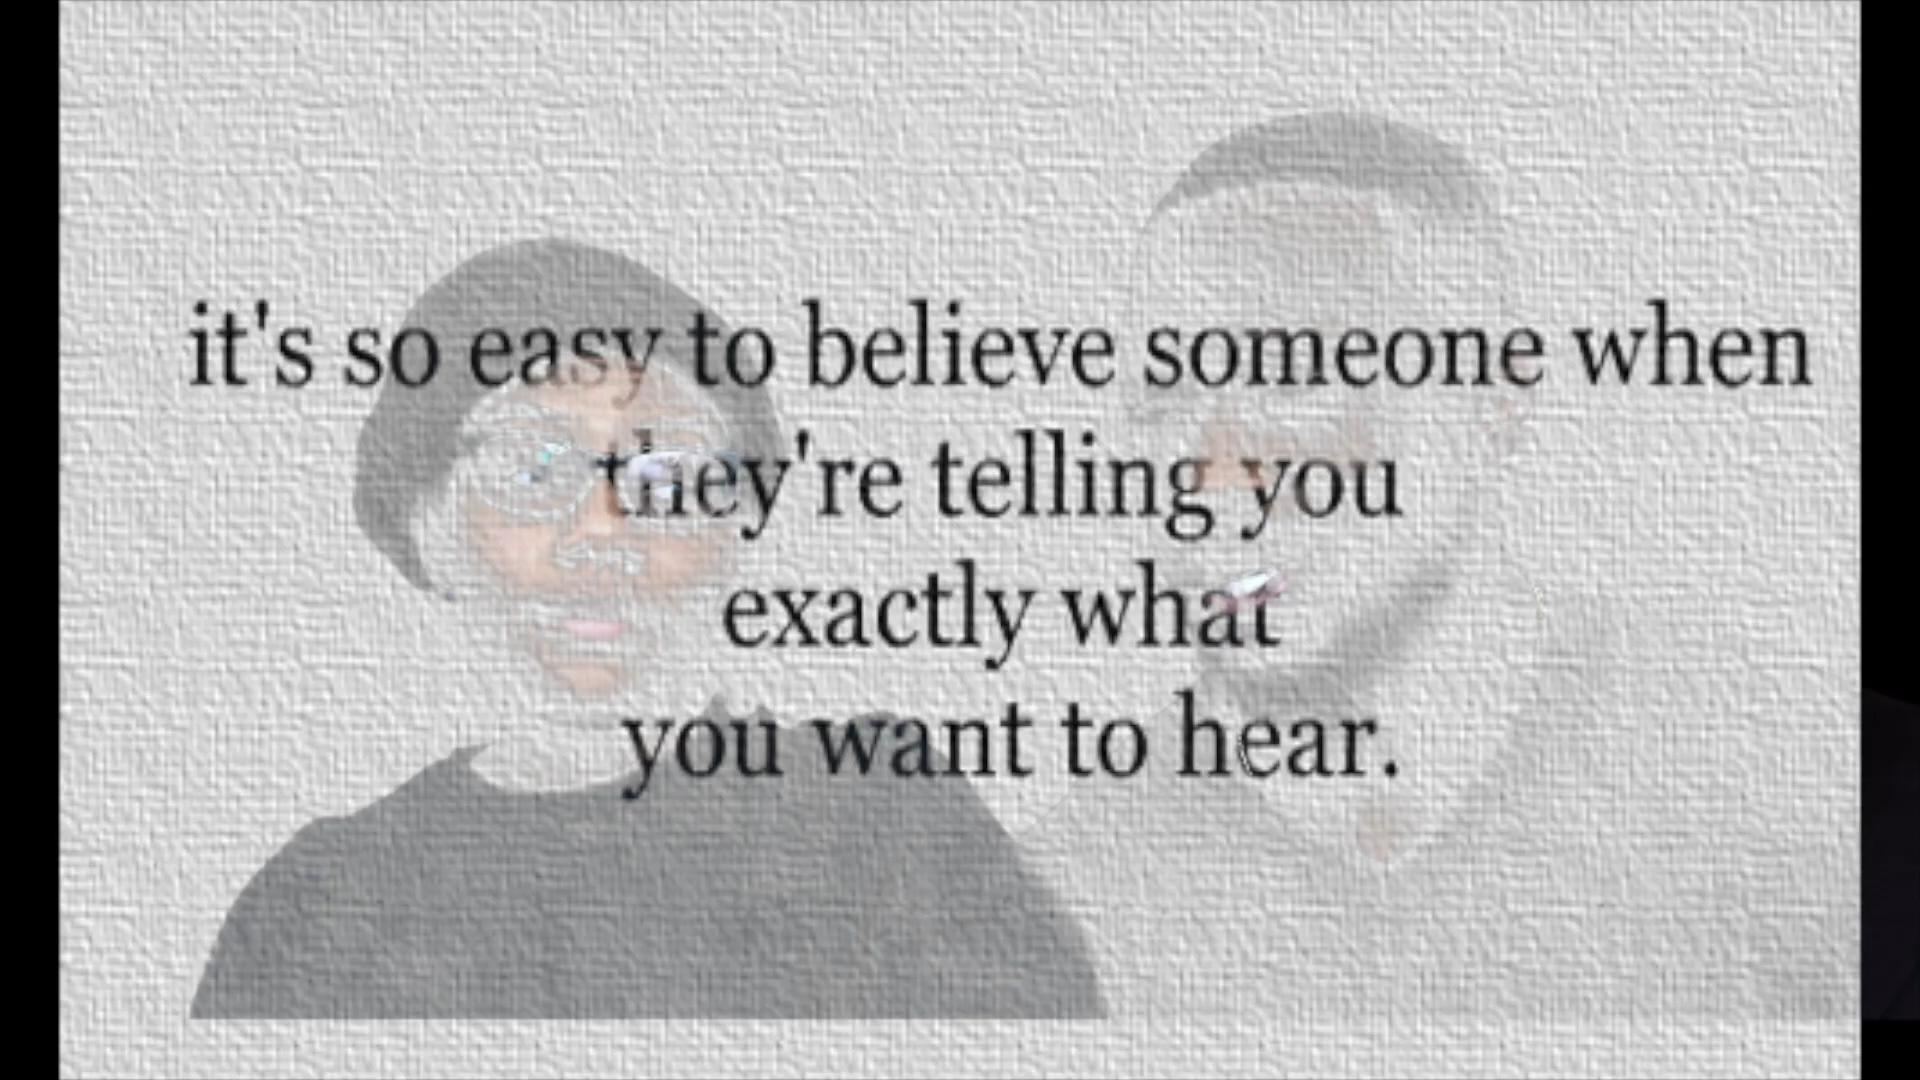 it's so easy to believe someone when
they're telling you
exactly what
you want to hear.